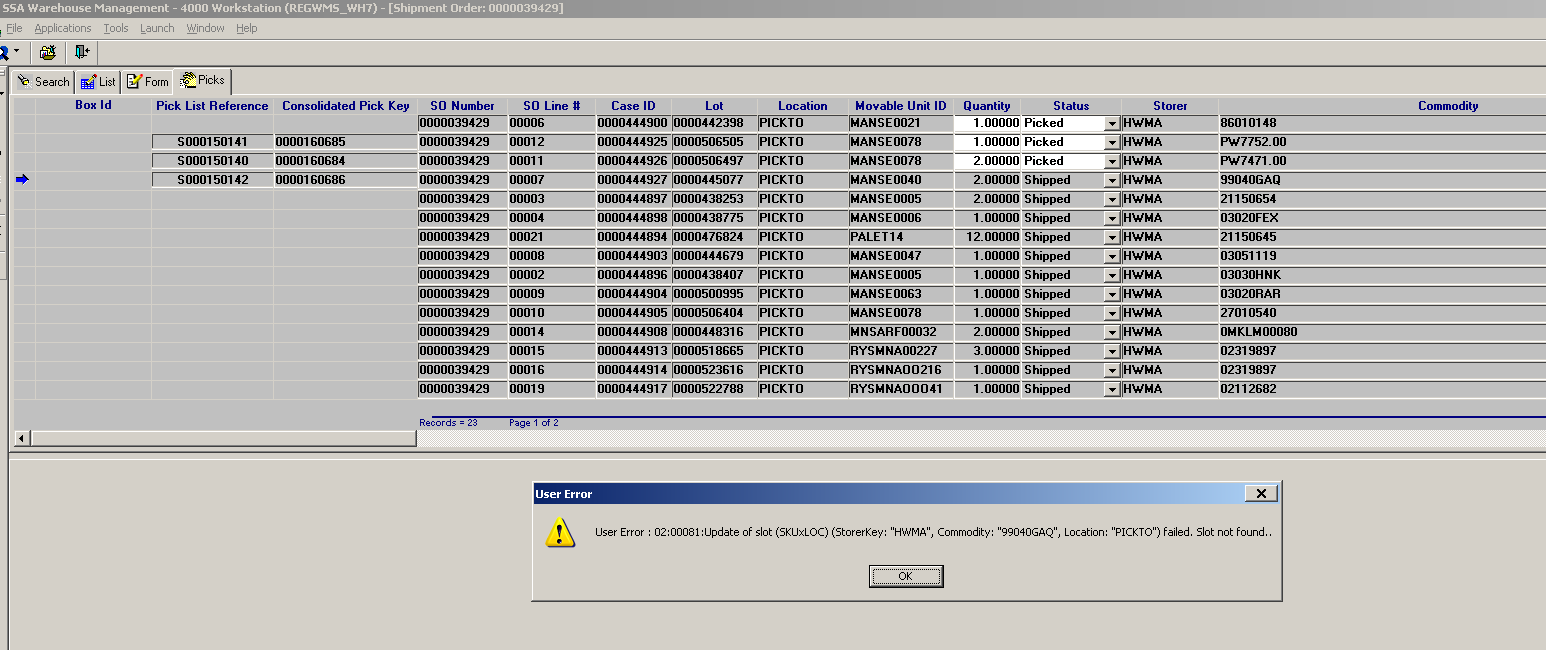 SSA Warehouse Management - 4000 Workstation (REGWMS_WH7) - [Shipment Order: 0000039429]
File Applications Tools Launch Window Help
Search List Form Picks
Box Id Pick List Reference Consolidated Pick Key SO Number SO Line # Case ID Lot Location Movable Unit ID Quantity Status Storer Commodity
0000039429 00006 0000444900 0000442398 PICKTO MANSE0021 1.00000 Picked HWMA 86010148
S000150141 0000160685 0000039429 00012 0000444925 0000506505 PICKTO MANSE0078 1.00000 Picked HWMA PW7752.00
S000150140 0000160684 0000039429 00011 0000444926 0000506497 PICKTO MANSE0078 2.00000 Picked HWMA PW7471.00
S000150142 0000160686 0000039429 00007 0000444927 0000445077 PICKTO MANSE0040 2.00000 Shipped HWMA 99040GAQ
0000039429 00003 0000444897 0000438253 PICKTO MANSE0005 2.00000 Shipped HWMA 21150654
0000039429 00004 0000444898 0000438775 PICKTO MANSE0006 1.00000 Shipped HWMA 03020FEX
0000039429 00021 0000444894 0000476824 PICKTO PALET14 12.00000 Shipped HWMA 21150645
0000039429 00008 0000444903 0000444679 PICKTO MANSE0047 1.00000 Shipped HWMA 03051119
0000039429 00002 0000444896 0000438407 PICKTO MANSE0005 1.00000 Shipped HWMA 03030HNK
0000039429 00009 0000444904 0000500995 PICKTO MANSE0063 1.00000 Shipped HWMA 03020RAR
0000039429 00010 0000444905 0000506404 PICKTO MANSE0078 1.00000 Shipped HWMA 27010540
0000039429 00014 0000444908 0000448316 PICKTO MNSARF00032 2.00000 Shipped HWMA 0MKLM00080
0000039429 00015 0000444913 0000518665 PICKTO RYSMNA00227 3.00000 Shipped HWMA 02319897
0000039429 00016 0000444914 0000523616 PICKTO RYSMNAOO216 1.00000 Shipped HWMA 02319897
0000039429 00019 0000444917 0000522788 PICKTO RYSMNAOOO41 1.00000 Shipped HWMA 02112682
Records = 23 Page 1 of 2
User Error
User Error : 02:00081:Update of slot (SKUxLOC) (StorerKey: "HWMA", Commodity: "99040GAQ", Location: "PICKTO") failed. Slot not found..
OK